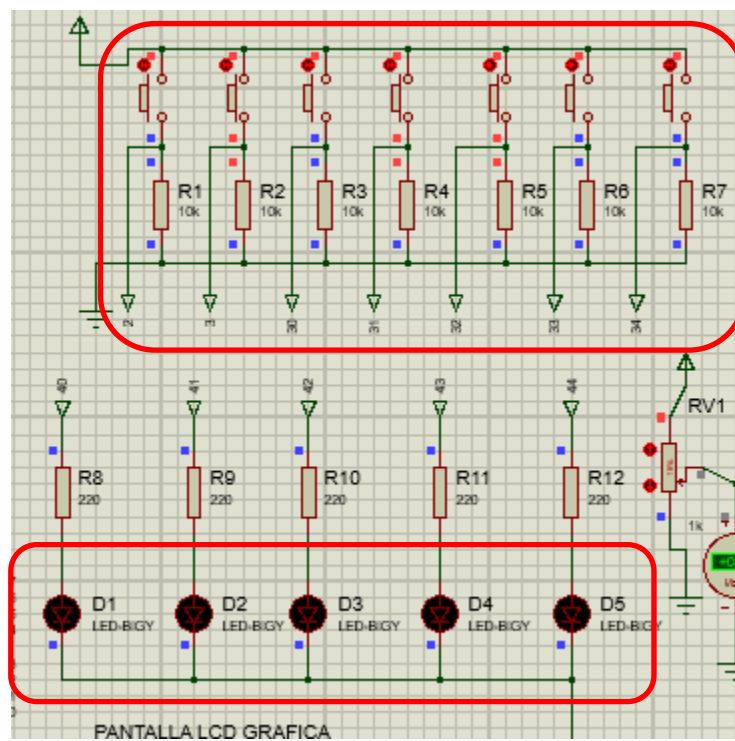 R1 R2 R3 R4 R5 R6 R7
10k 10k 10k 10k 10k 10k 10k
2 3 30 31 32 33 34
40 41 42 43 44
RV1
R8 R9 R10 R11 R12
220 220 220 220 220
1k
D1 D2 D3 D4 D5
LED-BIGY LED-BIGY LED-BIGY LED-BIGY LED-BIGY
PANTALLA LCD GRAFICA